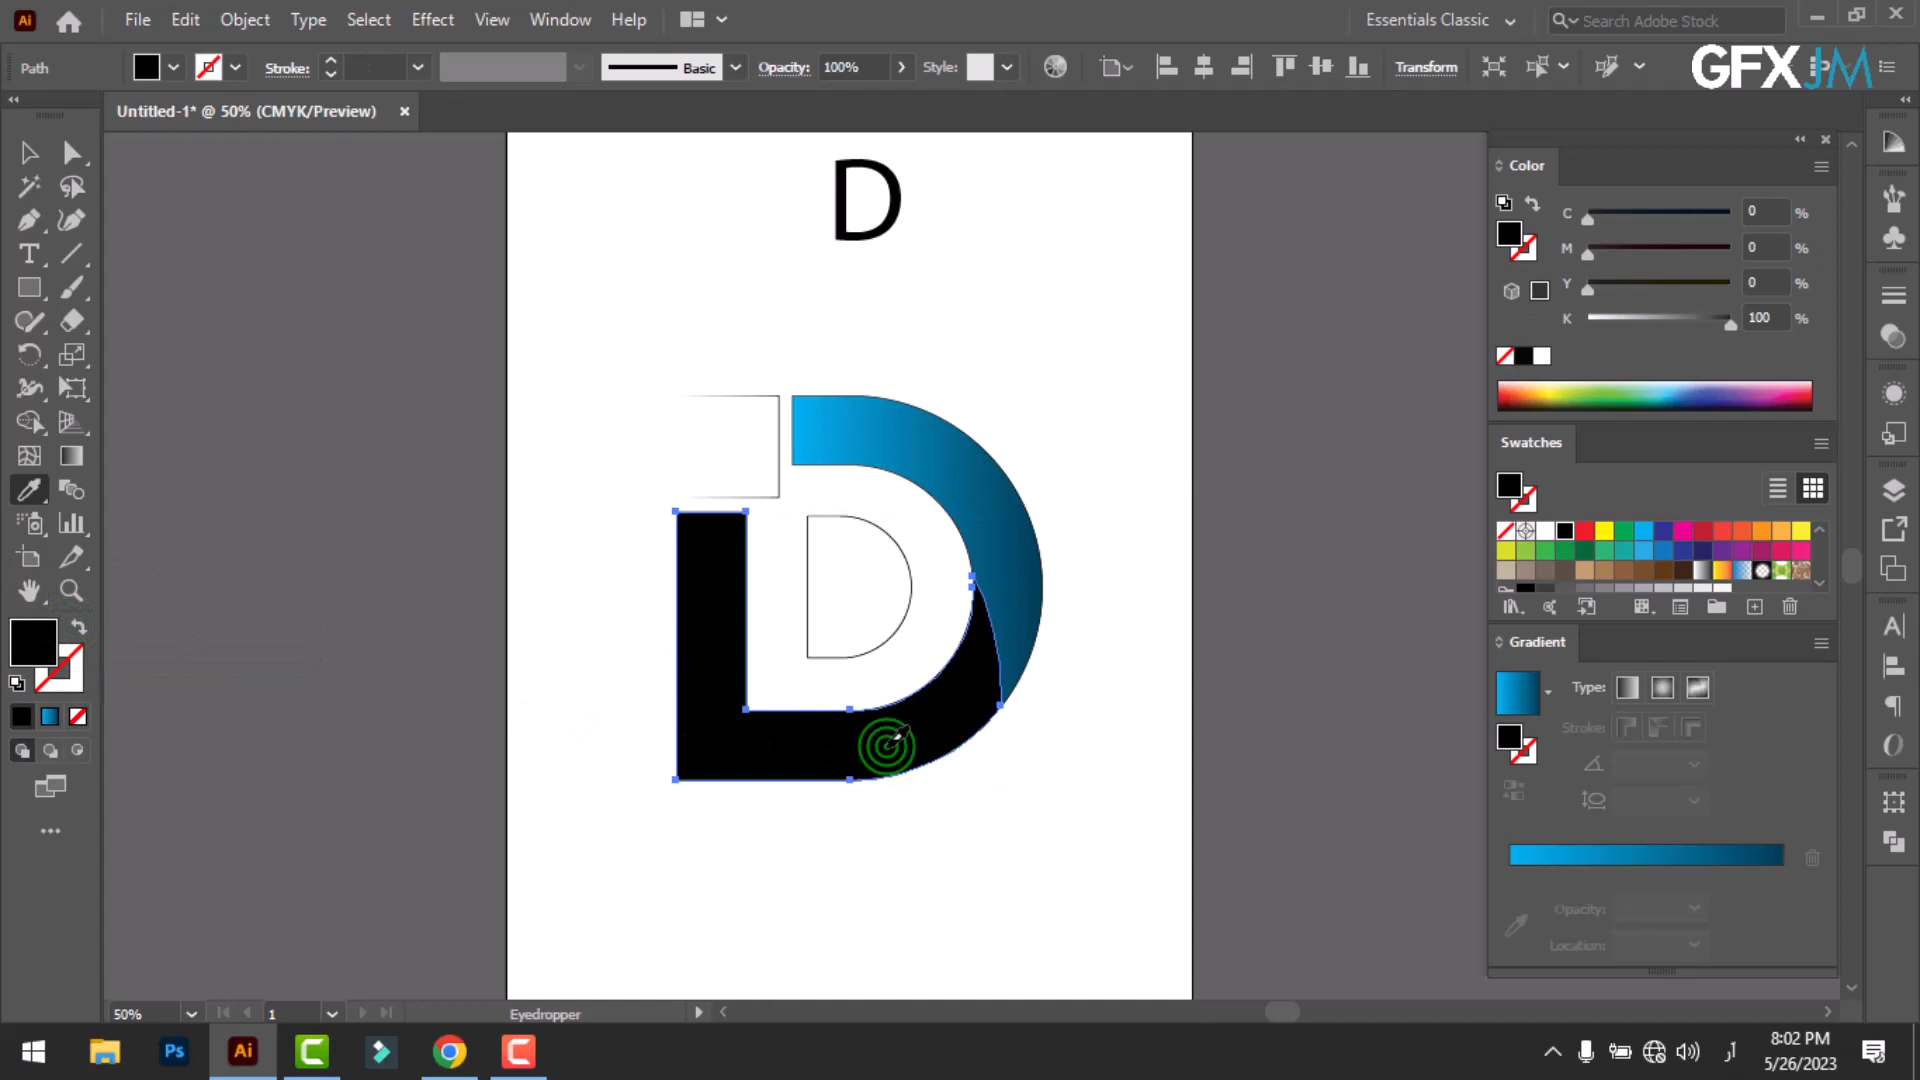 Ai File Edit Object Type Select Effect View Window Help Essentials Classic Search Adobe Stock
Path Stroke: Basic Opacity: 100% Style: Transform GFXJM
Untitled-1* @ 50% (CMYK/Preview) ×
D
Color
C 0 %
M 0 %
Y 0 %
K 100 %
Swatches
Gradient
Type:
Stroke:
Opacity:
Location:
50% 1 Eyedropper
Ps Ai
8:02 PM
5/26/2023